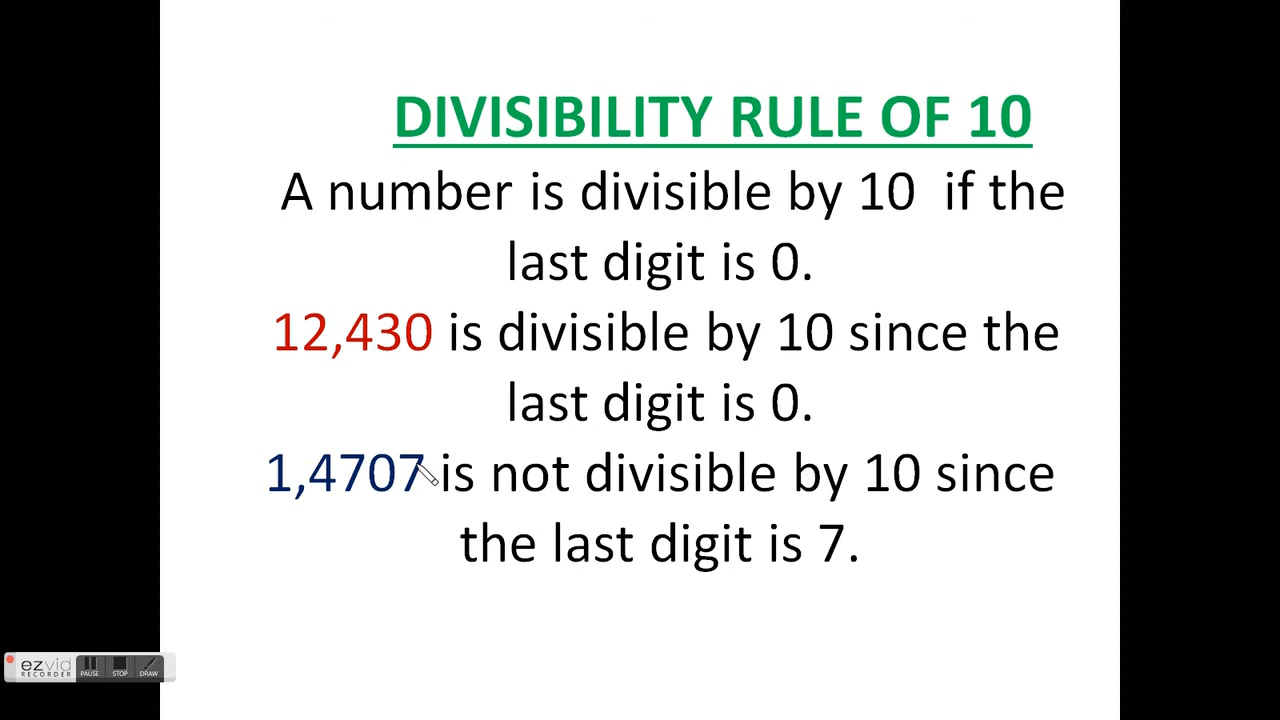 DIVISIBILITY RULE OF 10
A number is divisible by 10  if the
last digit is 0.
12,430 is divisible by 10 since the
last digit is 0.
1,4707 is not divisible by 10 since
the last digit is 7.
ezvid
RECORDER
PAUSE STOP DRAW